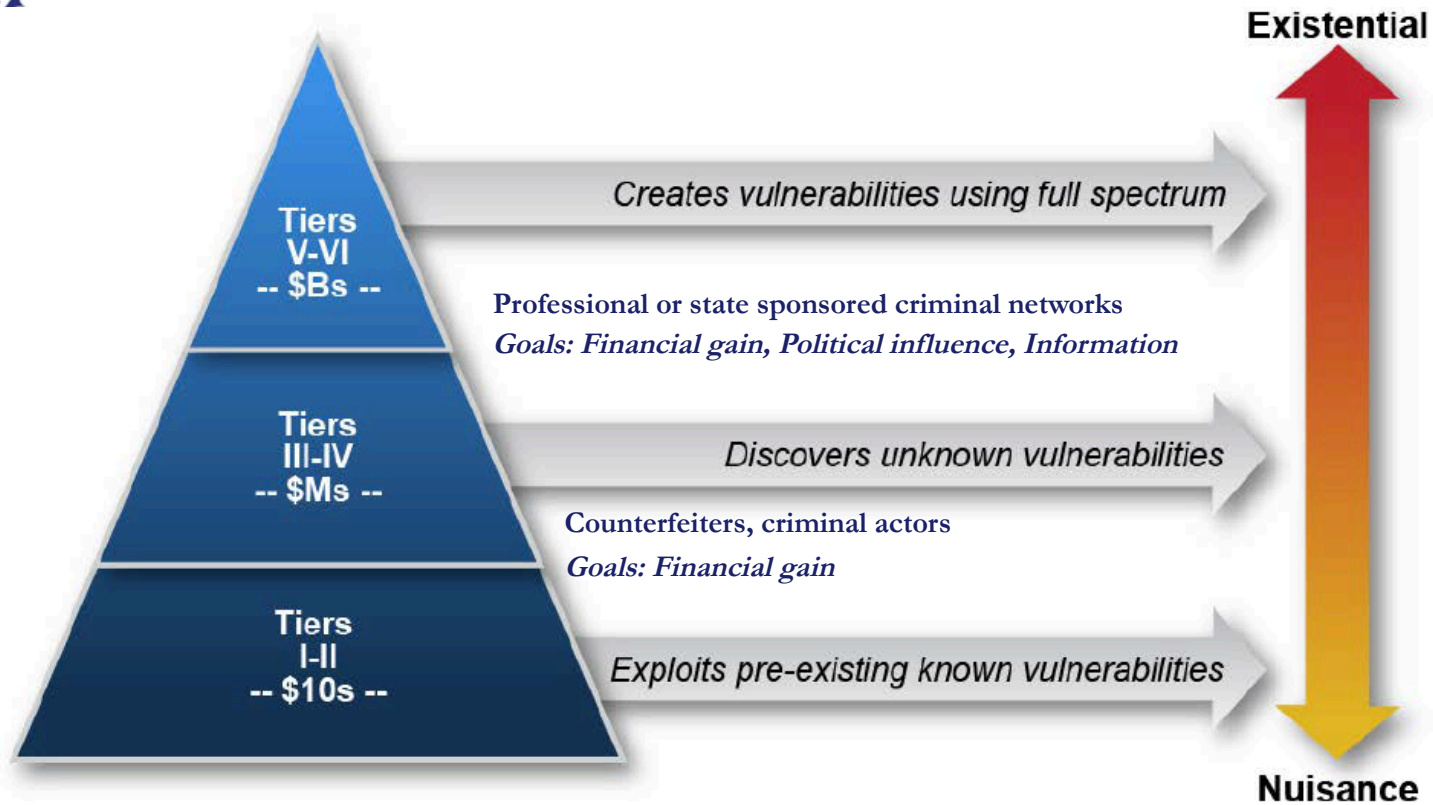 Existential
Creates vulnerabilities using full spectrum
Tiers
V-VI
-- $Bs --
Professional or state sponsored criminal networks
Goals: Financial gain, Political influence, Information
Tiers
III-IV
-- $Ms --
Discovers unknown vulnerabilities
Counterfeiters, criminal actors
Goals: Financial gain
Tiers
I-II
-- $10s --
Exploits pre-existing known vulnerabilities
Nuisance